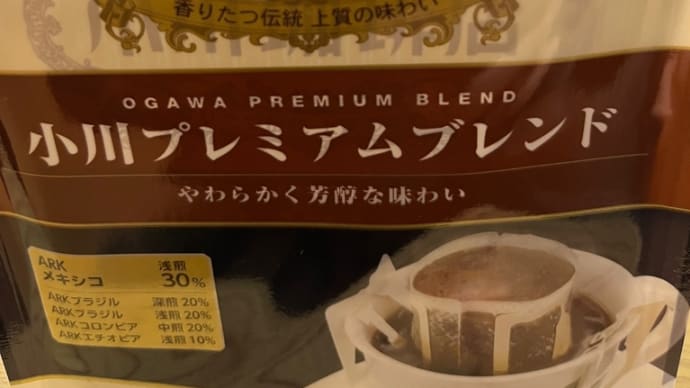 香りたつ伝統 上質の味わい
OGAWA PREMIUM BLEND
小川プレミアムブレンド
やわらかく芳醇な味わい
ARK 浅煎
メキシコ 30%
ARKブラジル 深煎 20%
ARKブラジル 浅煎 20%
ARKコロンビア 中煎 20%
ARKエチオピア 浅煎 10%